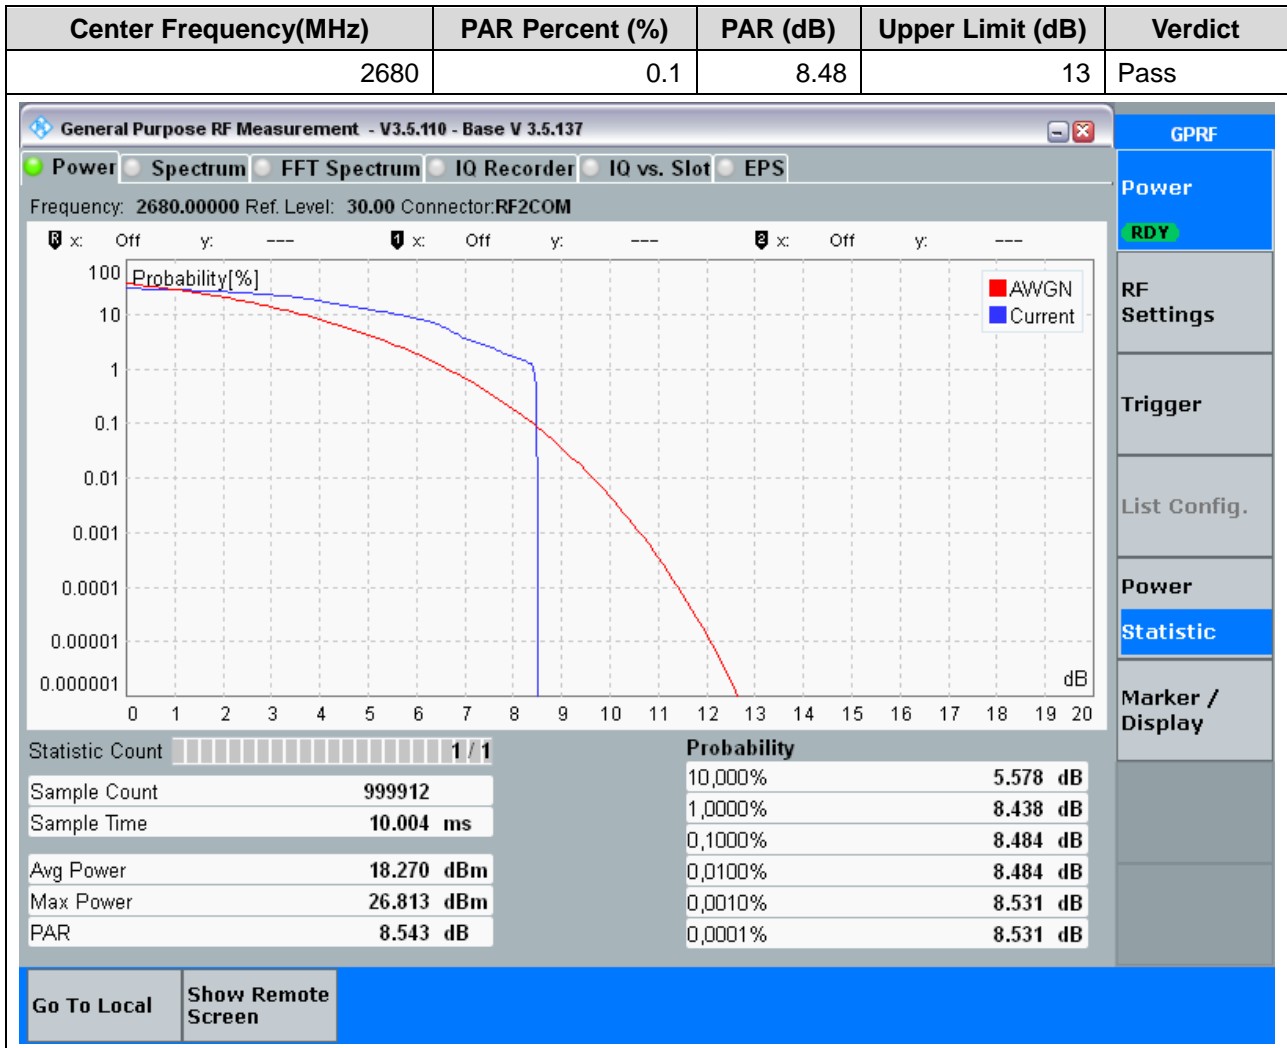 Center Frequency(MHz) PAR Percent (%) PAR (dB) Upper Limit (dB) Verdict
2680 0.1 8.48 13 Pass
General Purpose RF Measurement - V3.5.110 - Base V 3.5.137
GPRF
Power Spectrum FFT Spectrum IQ Recorder IQ vs. Slot EPS
Power
RDY
Frequency: 2680.00000 Ref. Level: 30.00 Connector:RF2COM
R x: Off y: --- 1 x: Off y: --- 2 x: Off y: ---
Probability[%]
100
10
1
0.1
0.01
0.001
0.0001
0.00001
0.000001
AWGN
Current
dB
0 1 2 3 4 5 6 7 8 9 10 11 12 13 14 15 16 17 18 19 20
RF
Settings
Trigger
List Config.
Power
Statistic
Marker /
Display
Statistic Count 1 / 1
Sample Count 999912
Sample Time 10.004 ms
Avg Power 18.270 dBm
Max Power 26.813 dBm
PAR 8.543 dB
Probability
10,000% 5.578 dB
1,0000% 8.438 dB
0,1000% 8.484 dB
0,0100% 8.484 dB
0,0010% 8.531 dB
0,0001% 8.531 dB
Go To Local
Show Remote
Screen